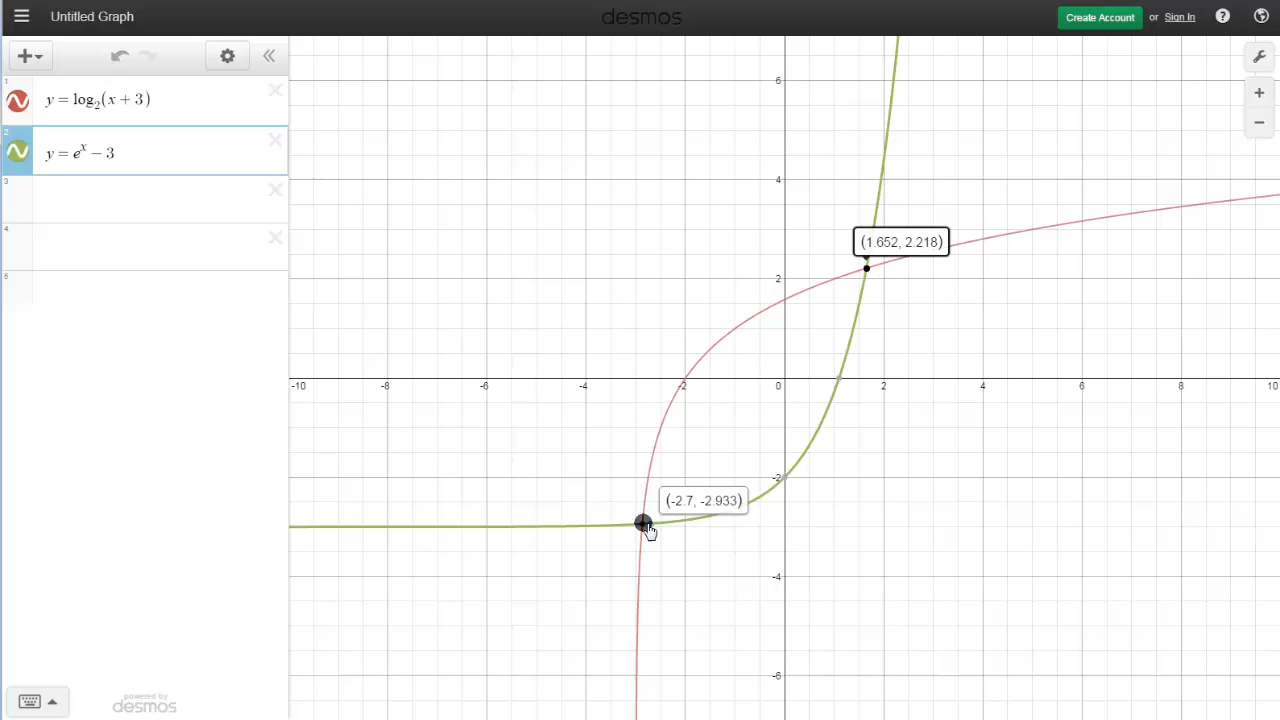 Untitled Graph
desmos
Create Account or Sign In ?
1
y = log₂(x + 3)
2
y = eˣ − 3
3
4
5
6
4
(1.652, 2.218)
2
-10 -8 -6 -4 -2 0 2 4 6 8 10
-2
(-2.7, -2.933)
-4
-6
powered by
desmos